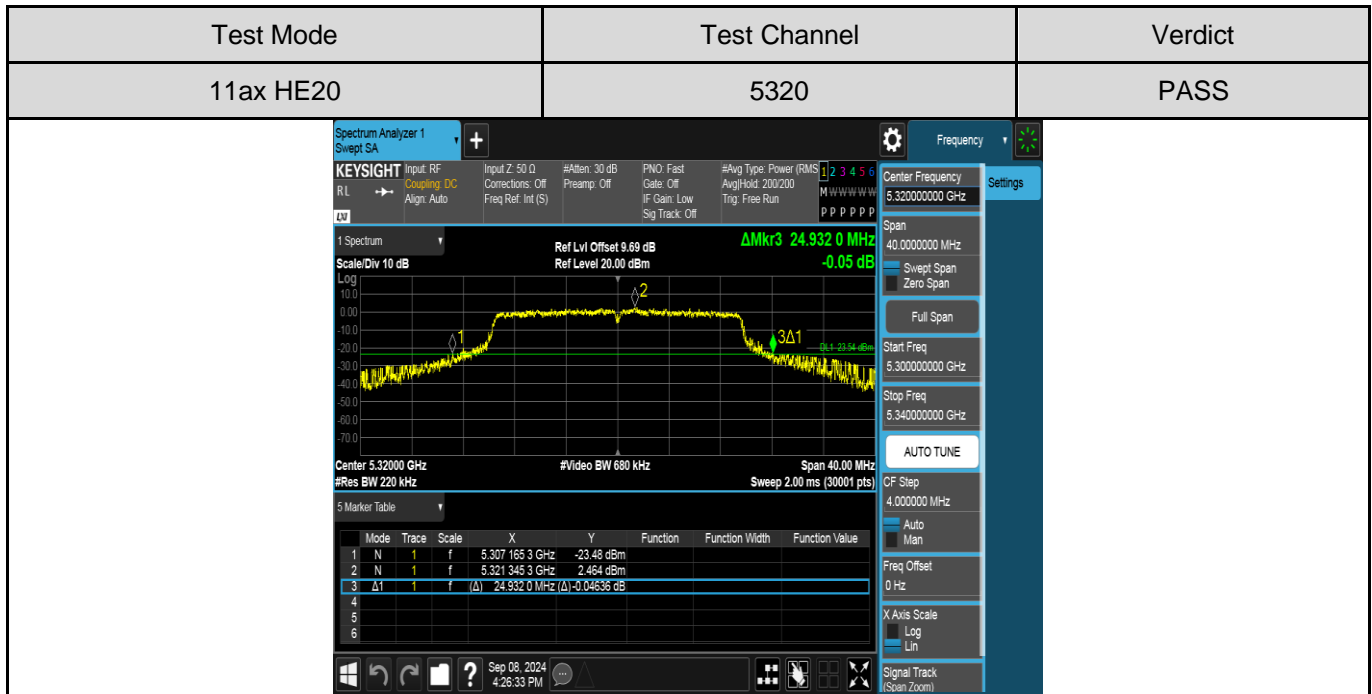 Test Mode Test Channel Verdict
11ax HE20 5320 PASS
Spectrum Analyzer 1
Swept SA
+
Frequency
KEYSIGHT
RL
LXI
Input: RF
Coupling: DC
Align: Auto
Input Z: 50 Ω
Corrections: Off
Freq Ref: Int (S)
#Atten: 30 dB
Preamp: Off
PNO: Fast
Gate: Off
IF Gain: Low
Sig Track: Off
#Avg Type: Power (RMS
Avg|Hold: 200/200
Trig: Free Run
1 2 3 4 5 6
M W W W W W
P P P P P P
1 Spectrum
Scale/Div 10 dB
Ref Lvl Offset 9.69 dB
Ref Level 20.00 dBm
ΔMkr3 24.932 0 MHz
-0.05 dB
Log
10.0
0.00
-10.0
-20.0
-30.0
-40.0
-50.0
-60.0
-70.0
1
2
3Δ1
DL1 -23.54 dBm
Center 5.32000 GHz
#Res BW 220 kHz
#Video BW 680 kHz
Span 40.00 MHz
Sweep 2.00 ms (30001 pts)
5 Marker Table
Mode Trace Scale X Y Function Function Width Function Value
1 N 1 f 5.307 165 3 GHz -23.48 dBm
2 N 1 f 5.321 345 3 GHz 2.464 dBm
3 Δ1 1 f (Δ) 24.932 0 MHz (Δ) -0.04636 dB
4
5
6
?
Sep 08, 2024
4:26:33 PM
Center Frequency
5.320000000 GHz
Settings
Span
40.0000000 MHz
Swept Span
Zero Span
Full Span
Start Freq
5.300000000 GHz
Stop Freq
5.340000000 GHz
AUTO TUNE
CF Step
4.000000 MHz
Auto
Man
Freq Offset
0 Hz
X Axis Scale
Log
Lin
Signal Track
(Span Zoom)